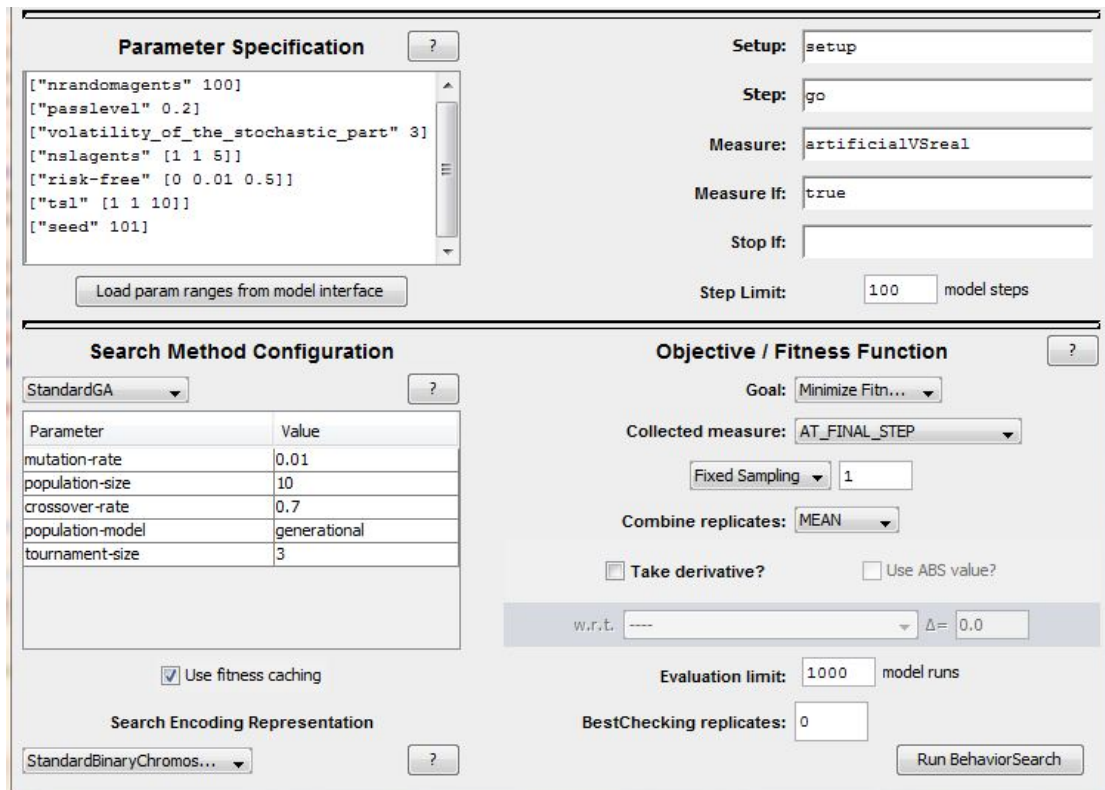 Parameter Specification ?
["nrandomagents" 100]
["passlevel" 0.2]
["volatility_of_the_stochastic_part" 3]
["nslagents" [1 1 5]]
["risk-free" [0 0.01 0.5]]
["tsl" [1 1 10]]
["seed" 101]
Load param ranges from model interface
Setup: setup
Step: go
Measure: artificialVSreal
Measure If: true
Stop If:
Step Limit: 100 model steps
Search Method Configuration
StandardGA ?
Parameter Value
mutation-rate 0.01
population-size 10
crossover-rate 0.7
population-model generational
tournament-size 3
Use fitness caching
Search Encoding Representation
StandardBinaryChromos... ?
Objective / Fitness Function ?
Goal: Minimize Fitn...
Collected measure: AT_FINAL_STEP
Fixed Sampling 1
Combine replicates: MEAN
Take derivative? Use ABS value?
w.r.t. ---- Δ= 0.0
Evaluation limit: 1000 model runs
BestChecking replicates: 0
Run BehaviorSearch